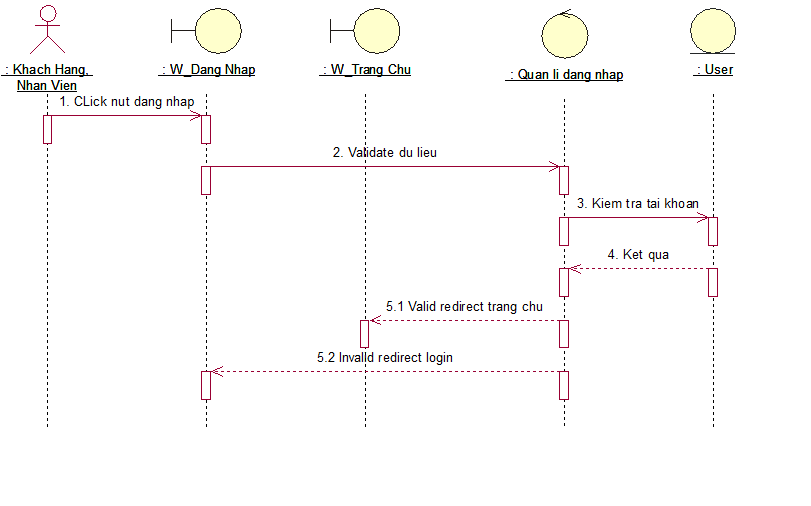 : Khach Hang,
Nhan Vien
: W_Dang Nhap
: W_Trang Chu
: Quan li dang nhap
: User
1. CLick nut dang nhap
2. Validate du lieu
3. Kiem tra tai khoan
4. Ket qua
5.1 Valid redirect trang chu
5.2 Invalld redirect login